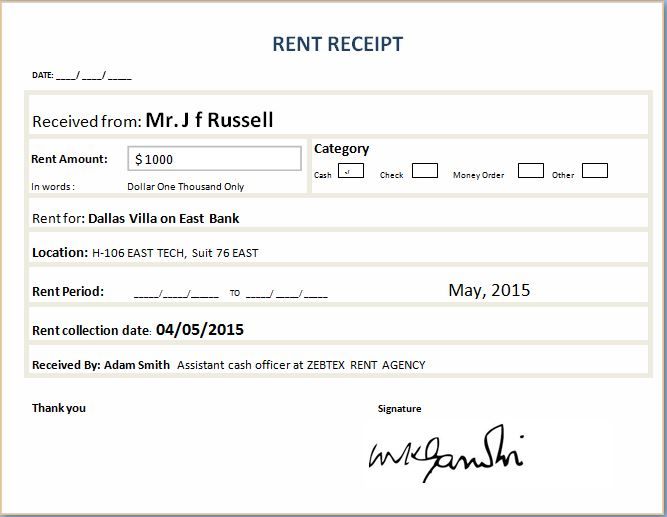 RENT RECEIPT
DATE: ____/ ____/ _____
Received from: Mr. J f Russell
Rent Amount: $1000
In words : Dollar One Thousand Only
Category
Cash Check Money Order Other
Rent for: Dallas Villa on East Bank
Location: H-106 EAST TECH, Suit 76 EAST
Rent Period: _____/_____/______ TO _____/_____/_____ May, 2015
Rent collection date: 04/05/2015
Received By: Adam Smith Assistant cash officer at ZEBTEX RENT AGENCY
Thank you
Signature
MKGandhi